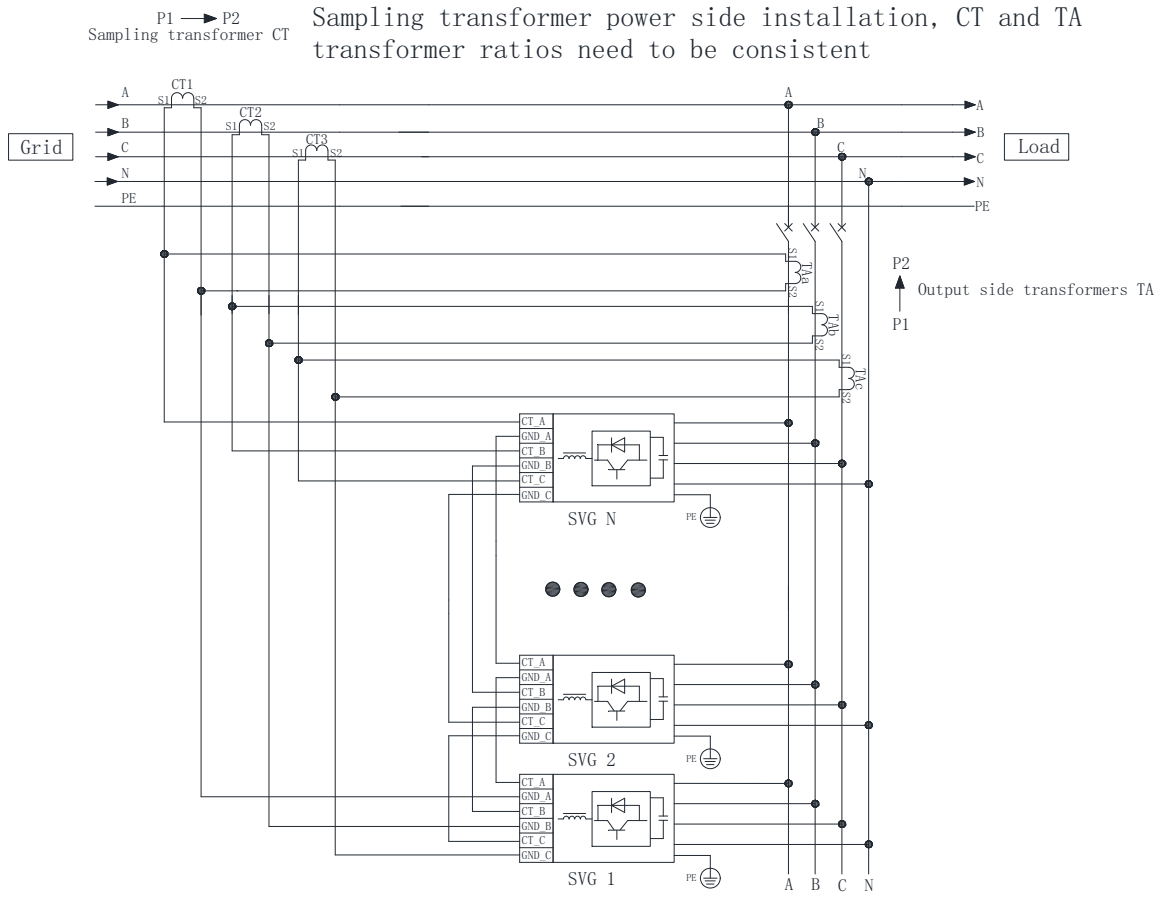 P1 P2
Sampling transformer CT
Sampling transformer power side installation, CT and TA
transformer ratios need to be consistent
CT1
A
S1 S2
A
A
CT2
B
S1 S2
B
B
CT3
C
S1 S2
C
C
Grid
Load
N
N
N
PE
PE
S1
TAa
S2
P2
Output side transformers TA
P1
S1
TAb
S2
S1
TAc
S2
CT_A
GND_A
CT_B
GND_B
CT_C
GND_C
PE
SVG N
CT_A
GND_A
CT_B
GND_B
CT_C
GND_C
PE
SVG 2
CT_A
GND_A
CT_B
GND_B
CT_C
GND_C
PE
SVG 1
A B C N